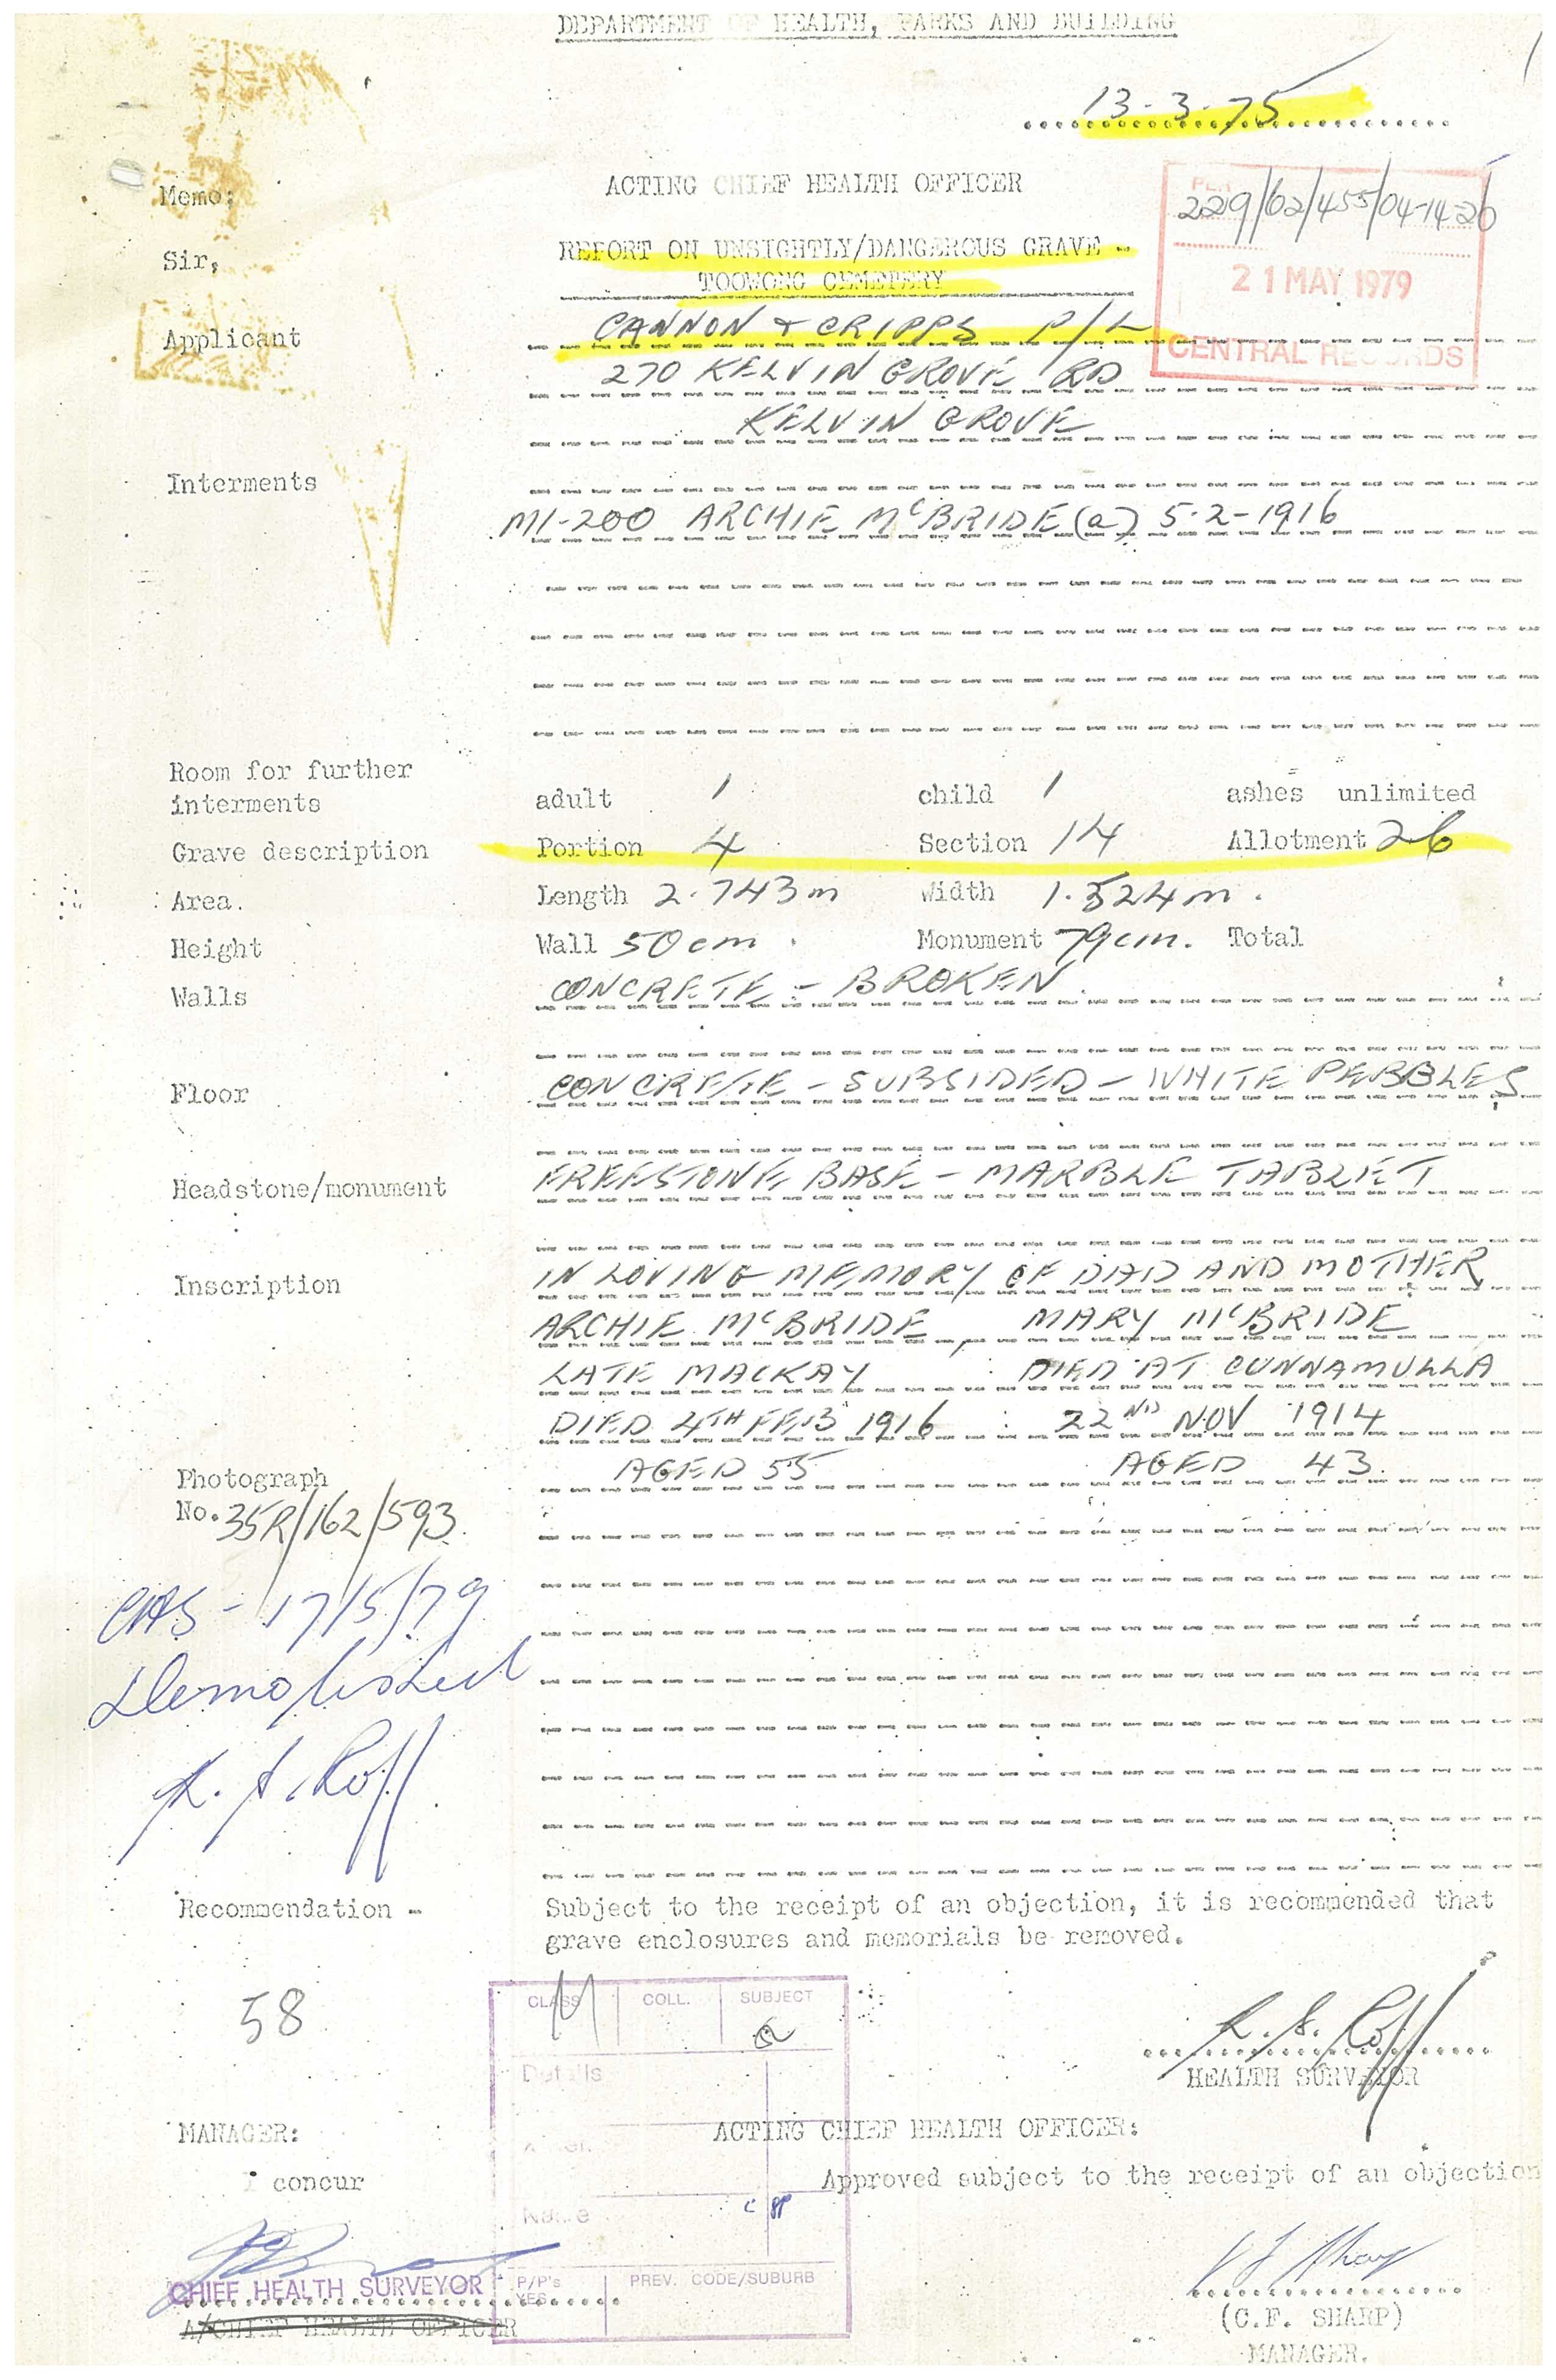 DEPARTMENT OF HEALTH, PARKS AND BUILDING
13-3-75
Memo: ACTING CHIEF HEALTH OFFICER
229/62/455/04-14-26
Sir,
REPORT ON UNSIGHTLY/DANGEROUS GRAVE -
TOOWONG CEMETERY
21 MAY 1979
CENTRAL RECORDS
Applicant CANNON & CRIPPS P/L
270 KELVIN GROVE RD
KELVIN GROVE
Interments
M1-200 ARCHIE McBRIDE (a) 5-2-1916
Room for further
interments adult 1 child 1 ashes unlimited
Grave description Portion 4 Section 14 Allotment 26
Area. Length 2.743m Width 1.524m.
Height Wall 50cm. Monument 79cm. Total
Walls CONCRETE - BROKEN.
Floor CONCRETE - SUBSIDED - WHITE PEBBLES
Headstone/monument FREESTONE BASE - MARBLE TABLET
Inscription IN LOVING MEMORY OF DAD AND MOTHER
ARCHIE McBRIDE, MARY McBRIDE
LATE MACKAY : DIED AT CUNNAMULLA
DIED 4TH FEB 1916 : 22ND NOV 1914
AGED 55 AGED 43.
Photograph
No. 35R/162/593.
17/5/79
Demolished
Recommendation - Subject to the receipt of an objection, it is recommended that
grave enclosures and memorials be removed.
58
CLASS COLL. SUBJECT
Details
Name
P/P's
YES
PREV. CODE/SUBURB
HEALTH SURVEYOR
MANAGER: ACTING CHIEF HEALTH OFFICER:
I concur Approved subject to the receipt of an objection
CHIEF HEALTH SURVEYOR
A/CHIEF HEALTH OFFICER
(C.F. SHARP)
MANAGER.